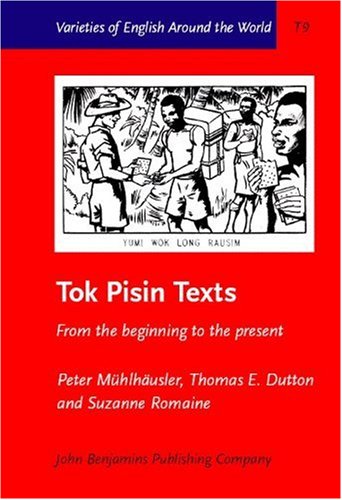 Varieties of English Around the World T9
YUMI WOK LONG RAUSIM
Tok Pisin Texts
From the beginning to the present
Peter Mühlhäusler, Thomas E. Dutton
and Suzanne Romaine
John Benjamins Publishing Company